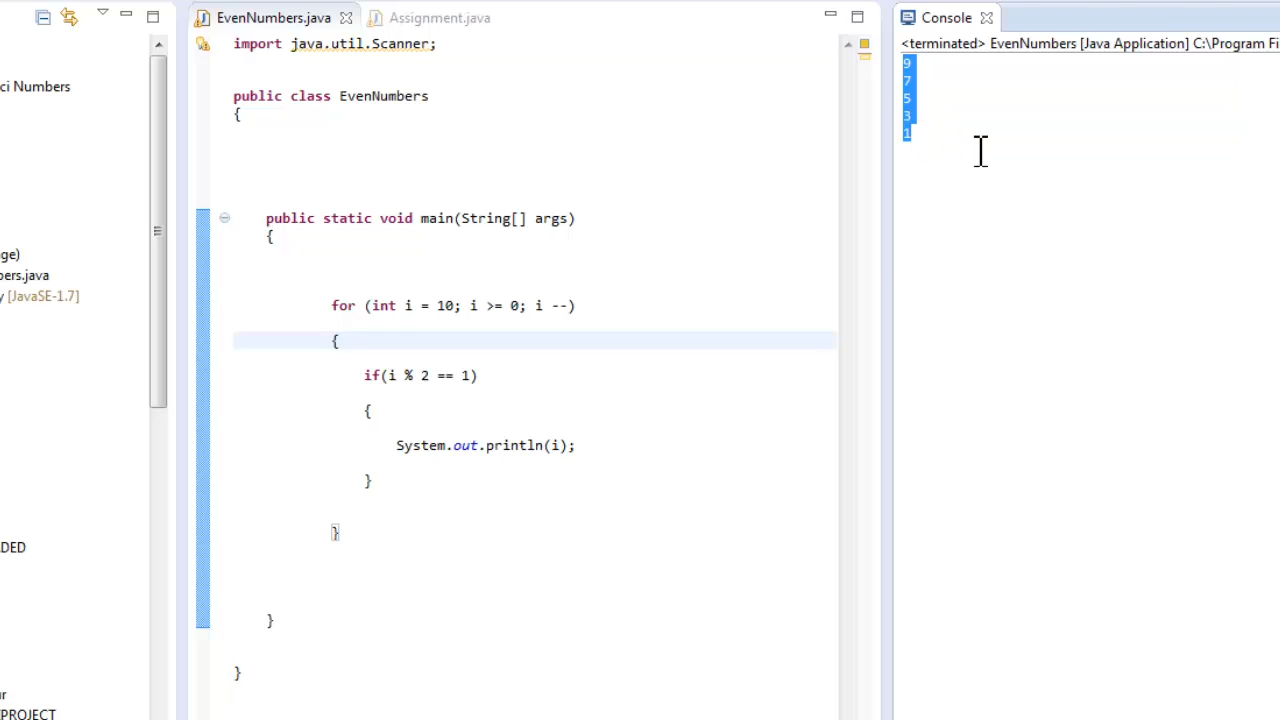 EvenNumbers.java
Assignment.java
import java.util.Scanner;
public class EvenNumbers
{
public static void main(String[] args)
{
for (int i = 10; i >= 0; i --)
{
if(i % 2 == 1)
{
System.out.println(i);
}
}
}
}
ci Numbers
ge)
bers.java
y [JavaSE-1.7]
DED
ur
PROJECT
Console
<terminated> EvenNumbers [Java Application] C:\Program Fi
9
7
5
3
1